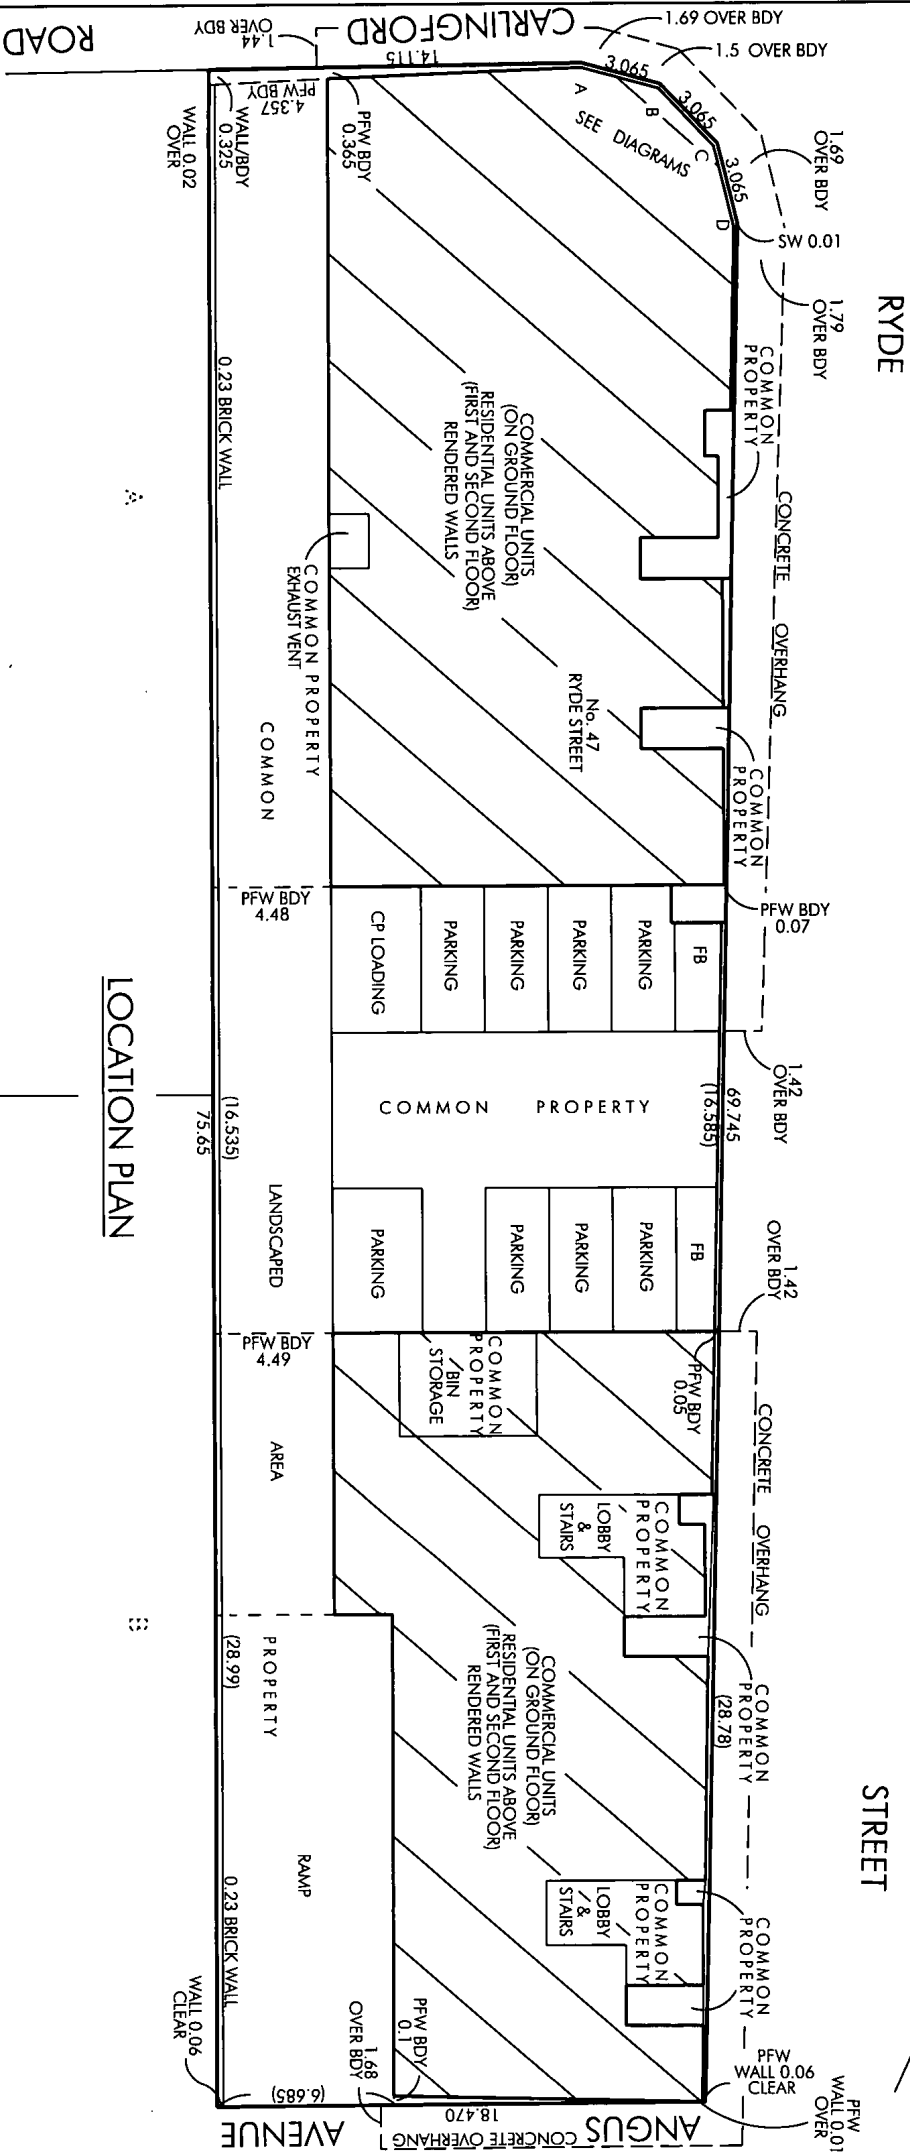 CARLINGFORD
ROAD
14.115
1.44
OVER BDY
1.69 OVER BDY
1.5 OVER BDY
1.69
OVER BDY
3.065
3.065
3.065
A
B
C
D
SEE DIAGRAMS
SW 0.01
1.79
OVER BDY
RYDE
STREET
PFW BDY
4.357
PFW BDY
0.365
WALL/BDY
0.325
WALL 0.02
OVER
0.23 BRICK WALL
COMMON
PROPERTY
CONCRETE OVERHANG
COMMERCIAL UNITS
(ON GROUND FLOOR)
RESIDENTIAL UNITS ABOVE
(FIRST AND SECOND FLOOR)
RENDERED WALLS
No. 47
RYDE STREET
COMMON PROPERTY
EXHAUST VENT
COMMON
PROPERTY
COMMON
PFW BDY
4.48
PFW BDY
0.07
CP LOADING
PARKING
PARKING
PARKING
PARKING
FB
1.42
OVER BDY
69.745
(16.585)
COMMON PROPERTY
(16.535)
75.65
LOCATION PLAN
LANDSCAPED
PARKING
PARKING
PARKING
PARKING
FB
1.42
OVER BDY
PFW BDY
4.49
PFW BDY
0.05
COMMON
PROPERTY
/BIN
STORAGE
AREA
CONCRETE OVERHANG
COMMON
PROPERTY
LOBBY
&
STAIRS
COMMON
PROPERTY
(28.78)
COMMERCIAL UNITS
(ON GROUND FLOOR)
RESIDENTIAL UNITS ABOVE
(FIRST AND SECOND FLOOR)
RENDERED WALLS
(28.99)
PROPERTY
RAMP
0.23 BRICK WALL
COMMON
PROPERTY
LOBBY
&
STAIRS
COMMON
PROPERTY
WALL 0.06
CLEAR
1.68
OVER BDY
PFW BDY
0.1
PFW
WALL 0.06
CLEAR
PFW
WALL 0.01
OVER
(6.685)
18.470
ANGUS
AVENUE
CONCRETE OVERHANG